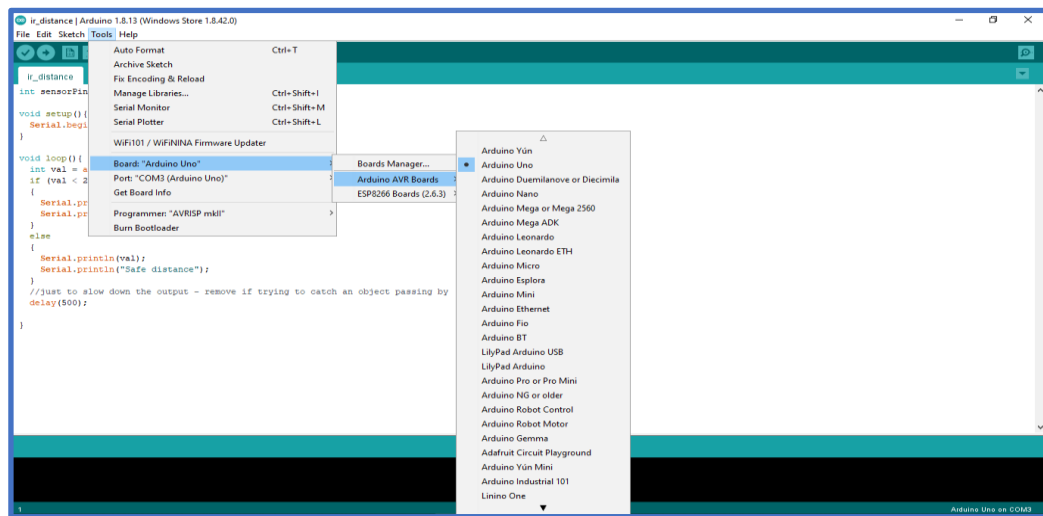 ir_distance | Arduino 1.8.13 (Windows Store 1.8.42.0)
File Edit Sketch Tools Help
ir_distance
Auto Format Ctrl+T
Archive Sketch
Fix Encoding & Reload
Manage Libraries... Ctrl+Shift+I
Serial Monitor Ctrl+Shift+M
Serial Plotter Ctrl+Shift+L
WiFi101 / WiFiNINA Firmware Updater
Board: "Arduino Uno"
Port: "COM3 (Arduino Uno)"
Get Board Info
Programmer: "AVRISP mkII"
Burn Bootloader
Boards Manager...
Arduino AVR Boards
ESP8266 Boards (2.6.3)
Arduino Yún
Arduino Uno
Arduino Duemilanove or Diecimila
Arduino Nano
Arduino Mega or Mega 2560
Arduino Mega ADK
Arduino Leonardo
Arduino Leonardo ETH
Arduino Micro
Arduino Esplora
Arduino Mini
Arduino Ethernet
Arduino Fio
Arduino BT
LilyPad Arduino USB
LilyPad Arduino
Arduino Pro or Pro Mini
Arduino NG or older
Arduino Robot Control
Arduino Robot Motor
Arduino Gemma
Adafruit Circuit Playground
Arduino Yún Mini
Arduino Industrial 101
Linino One
int sensorPin
void setup(){
Serial.begi
}
void loop(){
int val = a
if (val < 2
{
Serial.pr
Serial.pr
}
else
{
Serial.println(val);
Serial.println("Safe distance");
}
//just to slow down the output - remove if trying to catch an object passing by
delay(500);
}
1
Arduino Uno on COM3